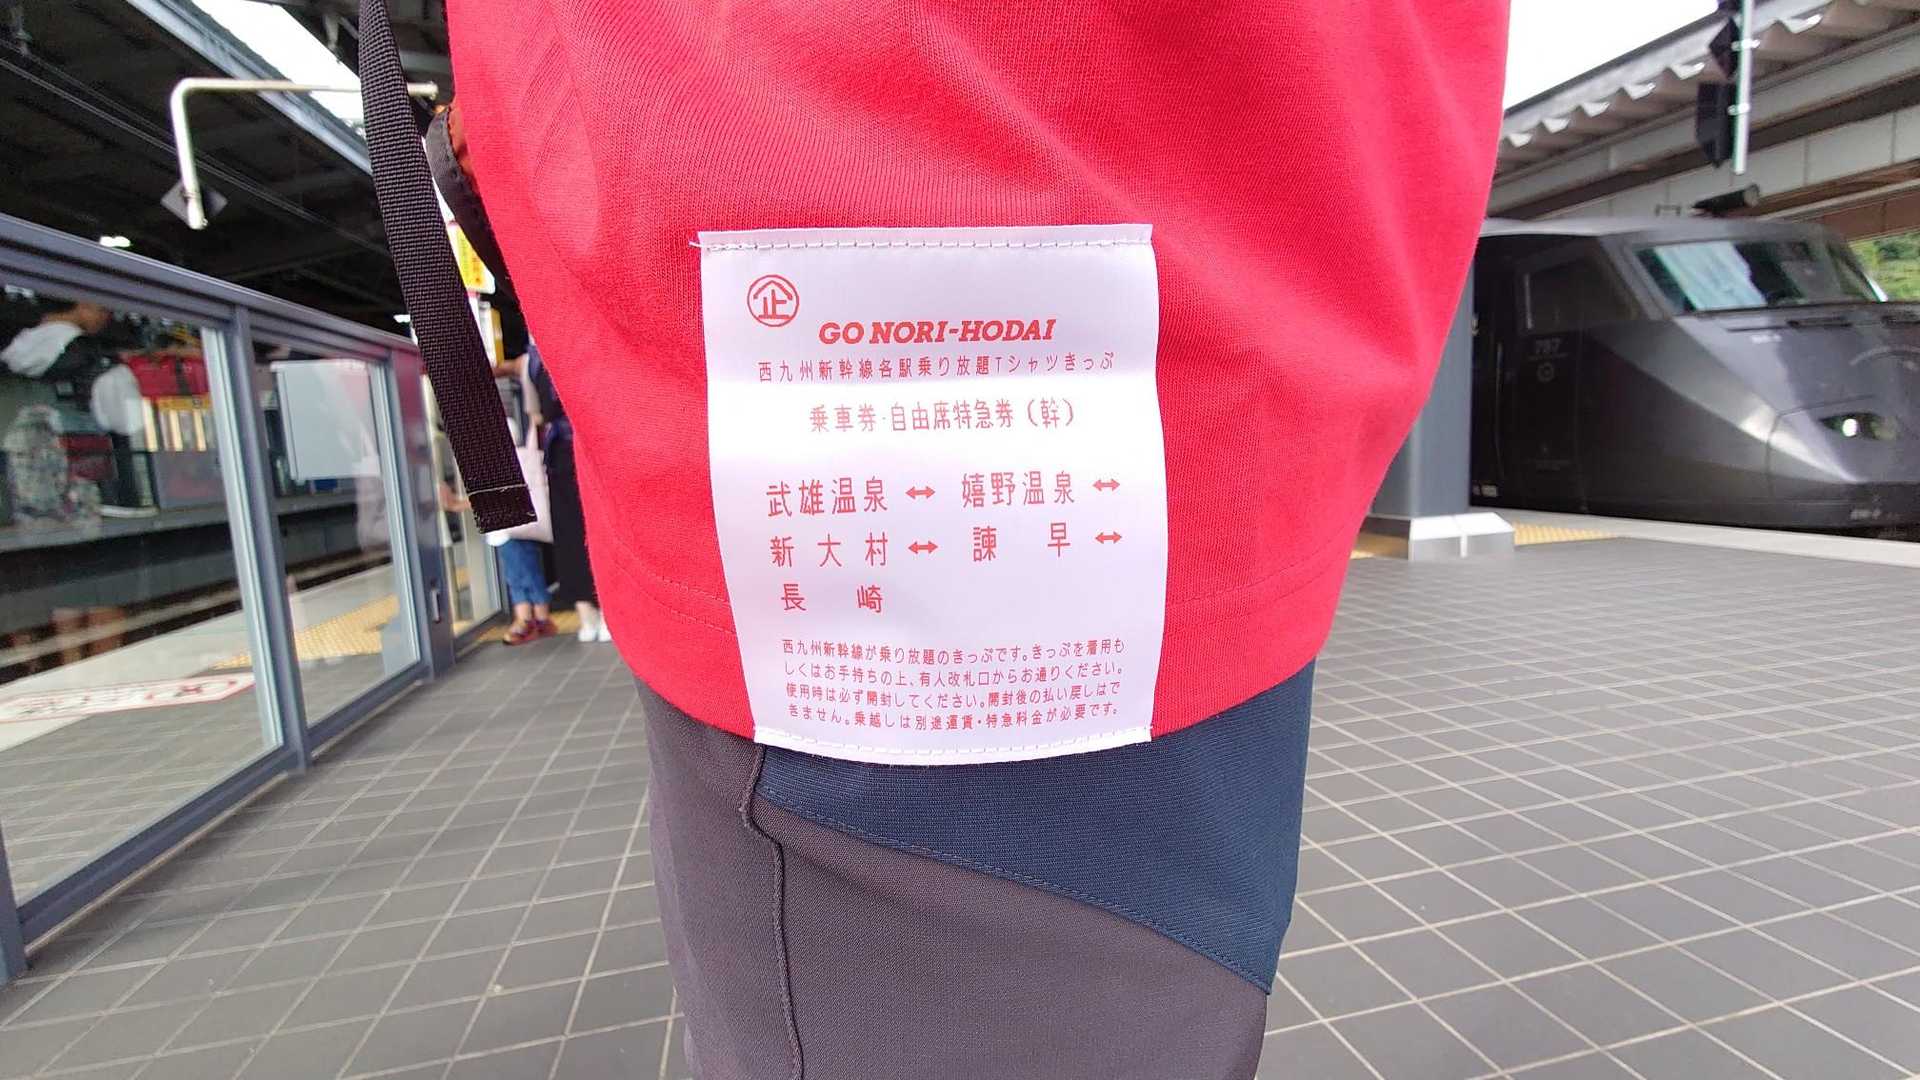 企
GO NORI-HODAI
西九州新幹線各駅乗り放題Tシャツきっぷ
乗車券・自由席特急券（幹）
武雄温泉 ↔ 嬉野温泉 ↔
新大村 ↔ 諫早 ↔
長崎
西九州新幹線が乗り放題のきっぷです。きっぷを着用も
しくはお手持ちの上、有人改札口からお通りください。
使用時は必ず開封してください。開封後の払い戻しはで
きません。乗越しは別途運賃・特急料金が必要です。
787